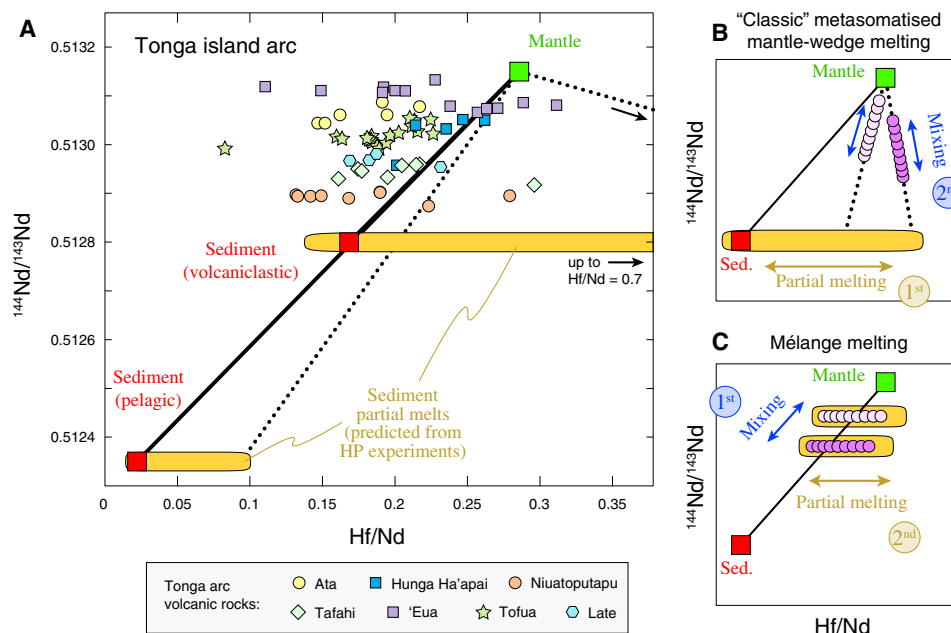 A
Tonga island arc
Mantle
0.5132
0.5130
0.5128
0.5126
0.5124
144Nd/143Nd
Sediment
(volcaniclastic)
up to
Hf/Nd = 0.7
Sediment
(pelagic)
Sediment
partial melts
(predicted from
HP experiments)
0
0.05
0.1
0.15
0.2
0.25
0.3
0.35
Hf/Nd
Tonga arc
volcanic rocks:
Ata
Hunga Ha’apai
Niuatoputapu
Tafahi
‘Eua
Tofua
Late
B
“Classic” metasomatised
mantle-wedge melting
Mantle
Mixing
144Nd/143Nd
Sed.
Partial melting
1st
C
Mélange melting
Mantle
1st
Mixing
144Nd/143Nd
Partial melting
2nd
Sed.
Hf/Nd